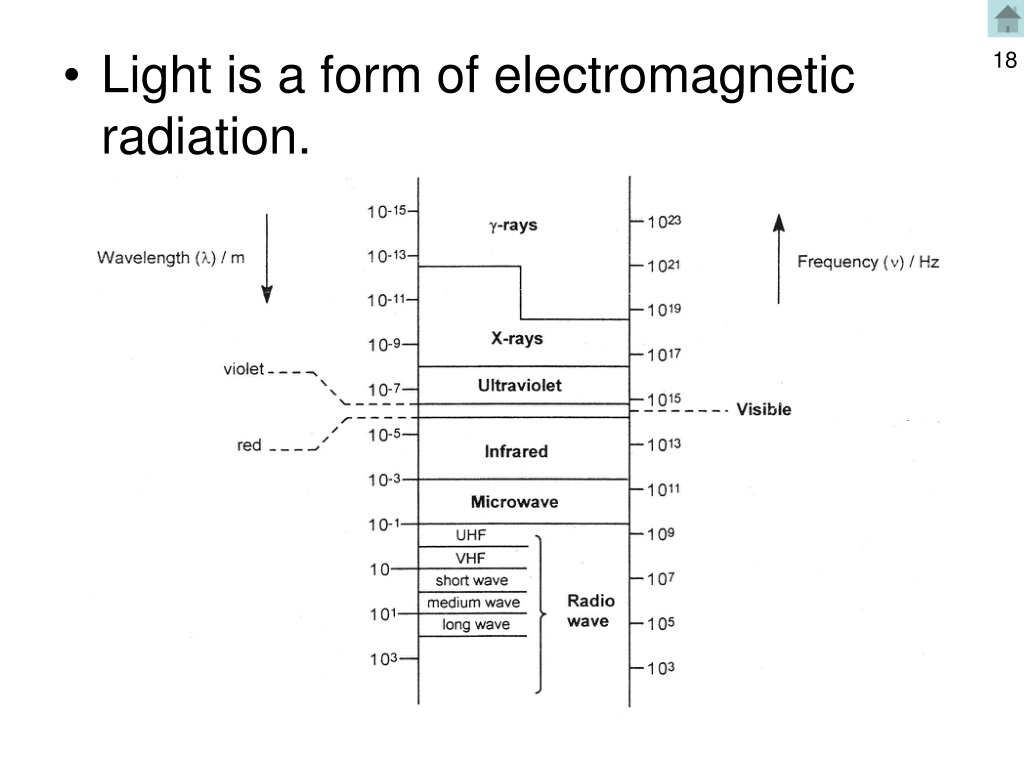 18
• Light is a form of electromagnetic
radiation.
10-15
γ-rays
1023
Wavelength (λ) / m
10-13
1021
Frequency (ν) / Hz
10-11
1019
10-9
X-rays
1017
violet
10-7
Ultraviolet
1015
Visible
red
10-5
Infrared
1013
10-3
Microwave
1011
10-1
UHF
109
VHF
10
short wave
107
medium wave
Radio
wave
101
long wave
105
103
103